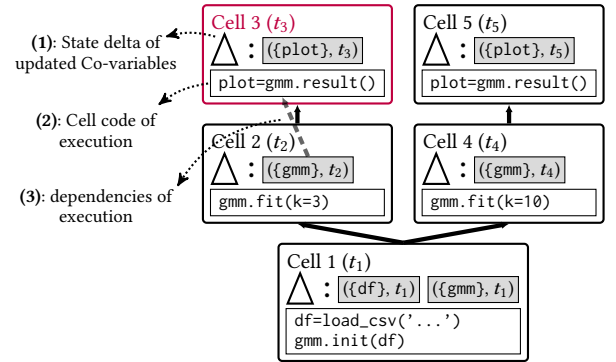 (1): State delta of
updated Co-variables
(2): Cell code of
execution
(3): dependencies of
execution
Cell 3 (t3)
Δ : ({plot}, t3)
plot=gmm.result()
Cell 5 (t5)
Δ : ({plot}, t5)
plot=gmm.result()
Cell 2 (t2)
Δ : ({gmm}, t2)
gmm.fit(k=3)
Cell 4 (t4)
Δ : ({gmm}, t4)
gmm.fit(k=10)
Cell 1 (t1)
Δ : ({df}, t1) ({gmm}, t1)
df=load_csv('...')
gmm.init(df)